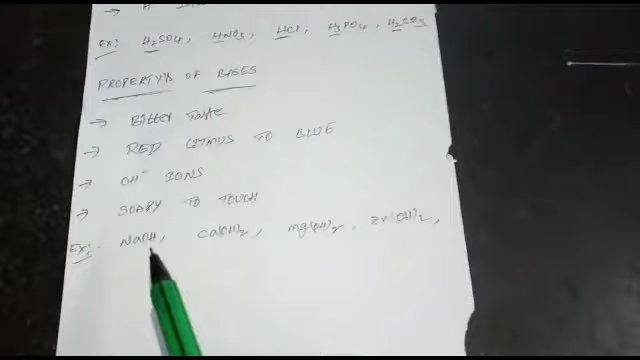 Ex: H₂SO₄, HNO₃, HCl, H₃PO₄, H₂CO₃
PROPERTY'S OF BASES
→ Bitter Taste
→ RED LITMUS TO BLUE
→ OH⁻ IONS
→ SOAPY TO TOUCH
Ex: NaOH, Ca(OH)₂, Mg(OH)₂, Zn(OH)₂,